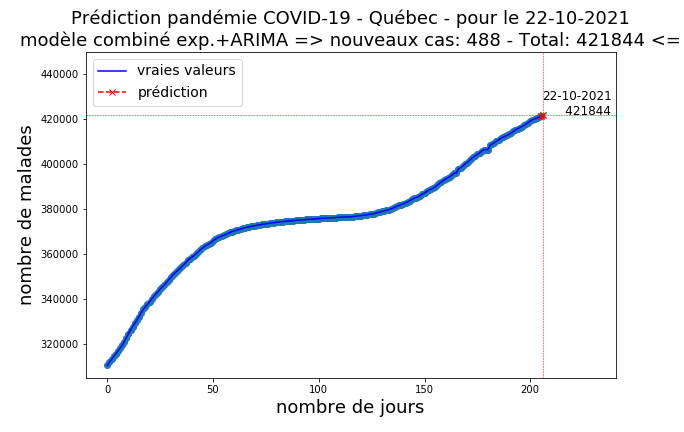 Prédiction pandémie COVID-19 - Québec - pour le 22-10-2021
modèle combiné exp.+ARIMA => nouveaux cas: 488 - Total: 421844 <=
vraies valeurs
prédiction
22-10-2021
421844
nombre de malades
440000
420000
400000
380000
360000
340000
320000
0 50 100 150 200
nombre de jours